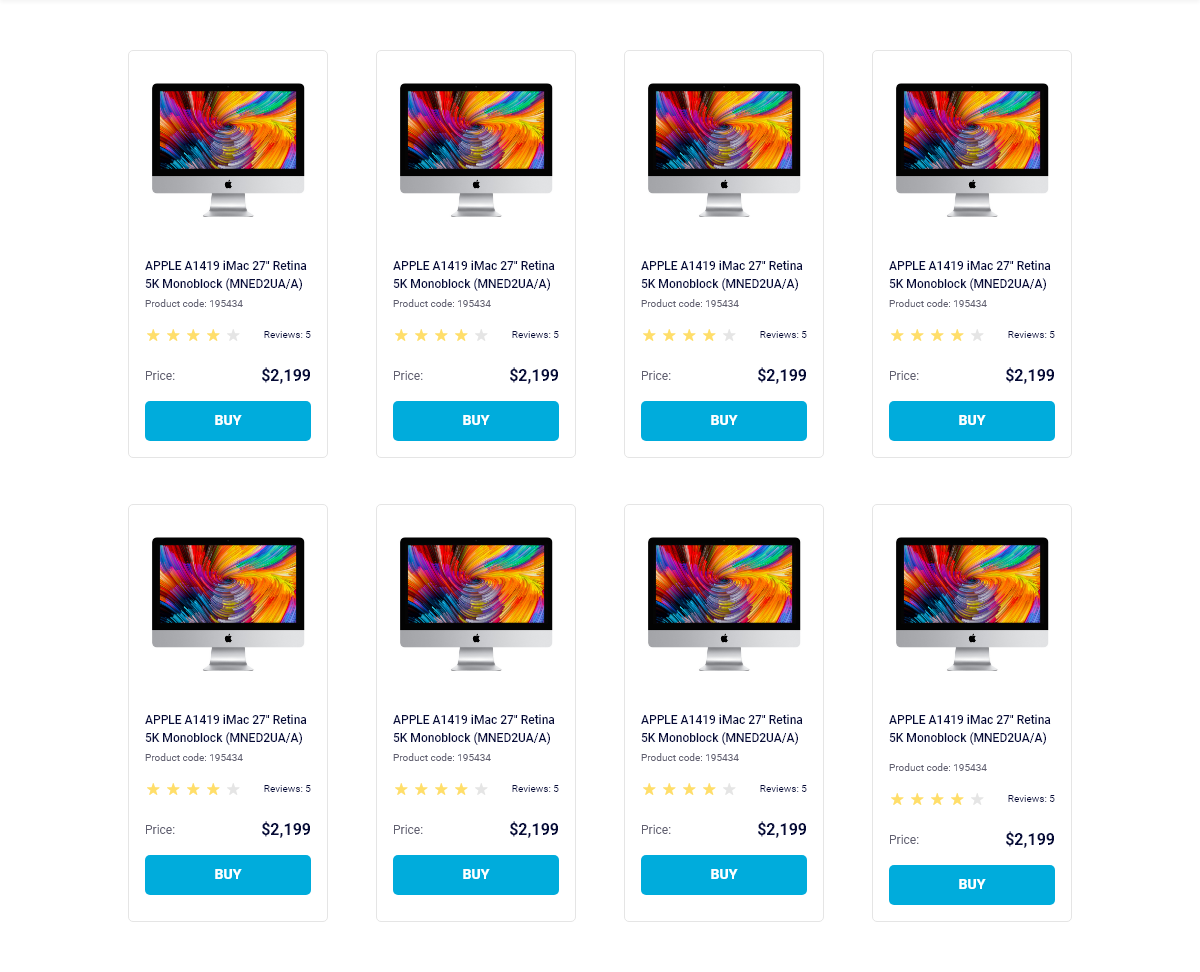 APPLE A1419 iMac 27" Retina
5K Monoblock (MNED2UA/A)
Product code: 195434
Reviews: 5
Price: $2,199
BUY
APPLE A1419 iMac 27" Retina
5K Monoblock (MNED2UA/A)
Product code: 195434
Reviews: 5
Price: $2,199
BUY
APPLE A1419 iMac 27" Retina
5K Monoblock (MNED2UA/A)
Product code: 195434
Reviews: 5
Price: $2,199
BUY
APPLE A1419 iMac 27" Retina
5K Monoblock (MNED2UA/A)
Product code: 195434
Reviews: 5
Price: $2,199
BUY
APPLE A1419 iMac 27" Retina
5K Monoblock (MNED2UA/A)
Product code: 195434
Reviews: 5
Price: $2,199
BUY
APPLE A1419 iMac 27" Retina
5K Monoblock (MNED2UA/A)
Product code: 195434
Reviews: 5
Price: $2,199
BUY
APPLE A1419 iMac 27" Retina
5K Monoblock (MNED2UA/A)
Product code: 195434
Reviews: 5
Price: $2,199
BUY
APPLE A1419 iMac 27" Retina
5K Monoblock (MNED2UA/A)
Product code: 195434
Reviews: 5
Price: $2,199
BUY